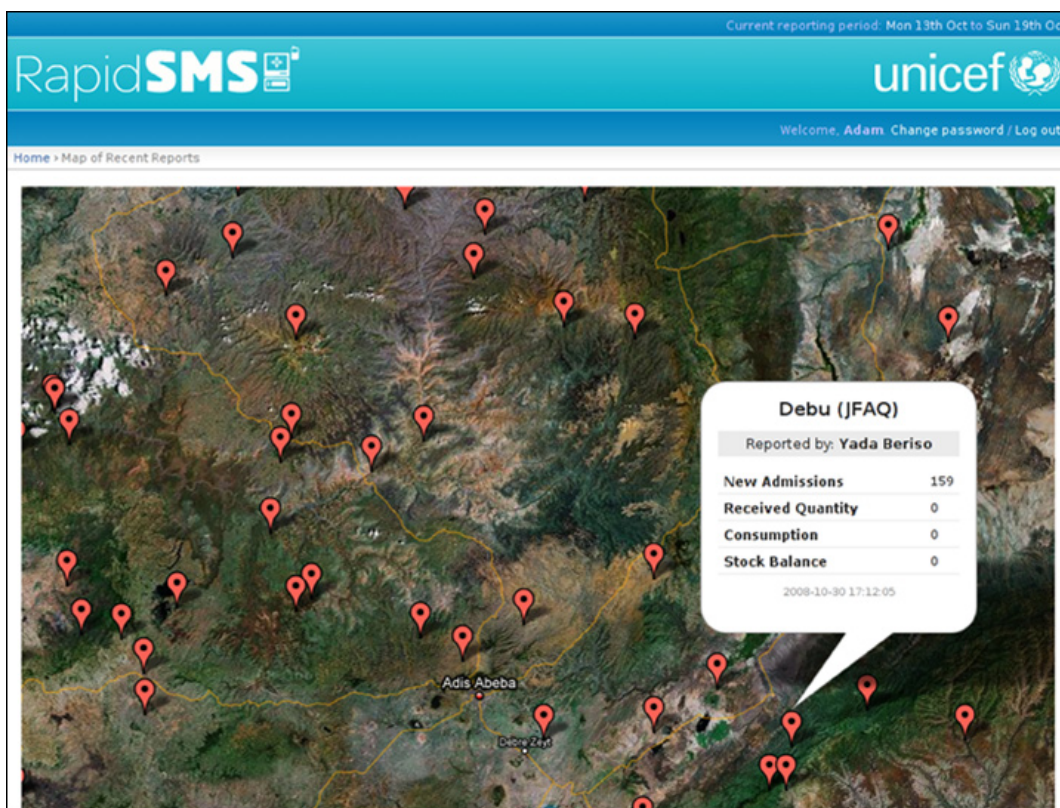 Current reporting period: Mon 13th Oct to Sun 19th Oc
RapidSMS
unicef
Welcome, Adam. Change password / Log out
Home › Map of Recent Reports
Debu (JFAQ)
Reported by: Yada Beriso
New Admissions 159
Received Quantity 0
Consumption 0
Stock Balance 0
2008-10-30 17:12:05
Adis Abeba
Debre Zeyt